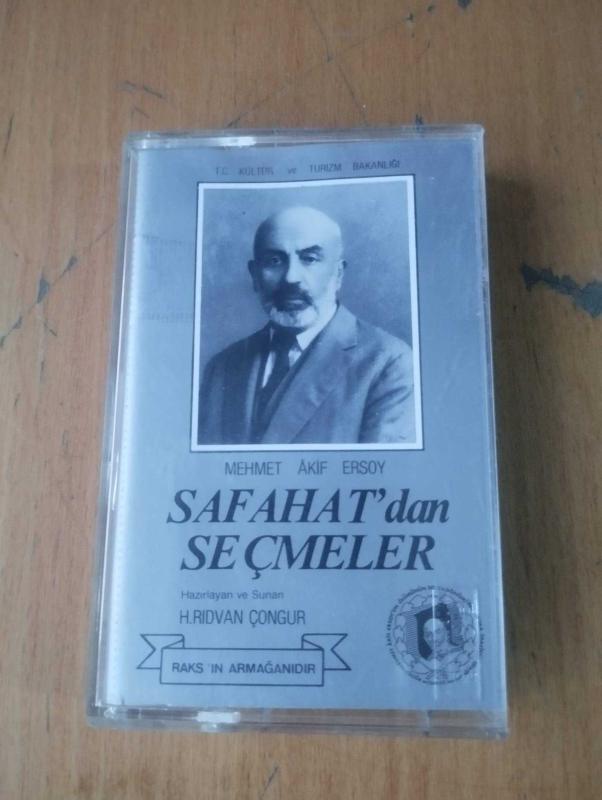 T.C. KÜLTÜR ve TURİZM BAKANLIĞI
MEHMET ÂKİF ERSOY
SAFAHAT'dan
SEÇMELER
Hazırlayan ve Sunan
H.RIDVAN ÇONGUR
RAKS 'IN ARMAĞANIDIR